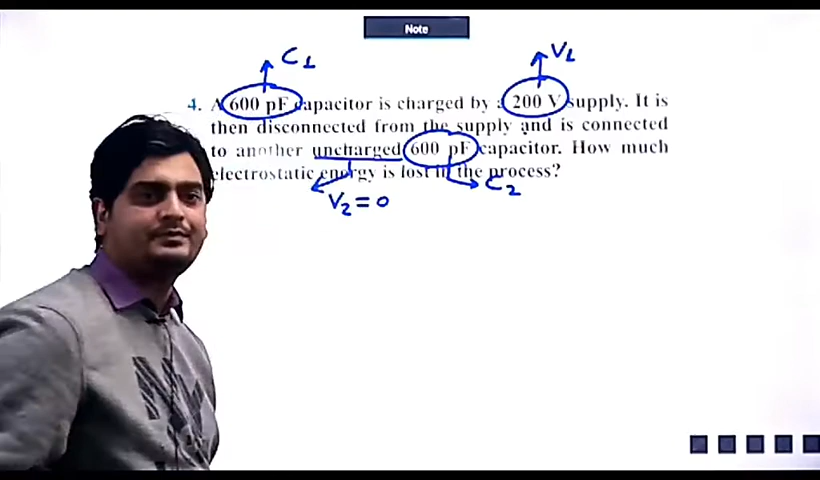 Note
C1
V1
4. A 600 pF capacitor is charged by a 200 V supply. It is
then disconnected from the supply and is connected
to another uncharged 600 pF capacitor. How much
electrostatic energy is lost in the process?
V2 = 0
C2